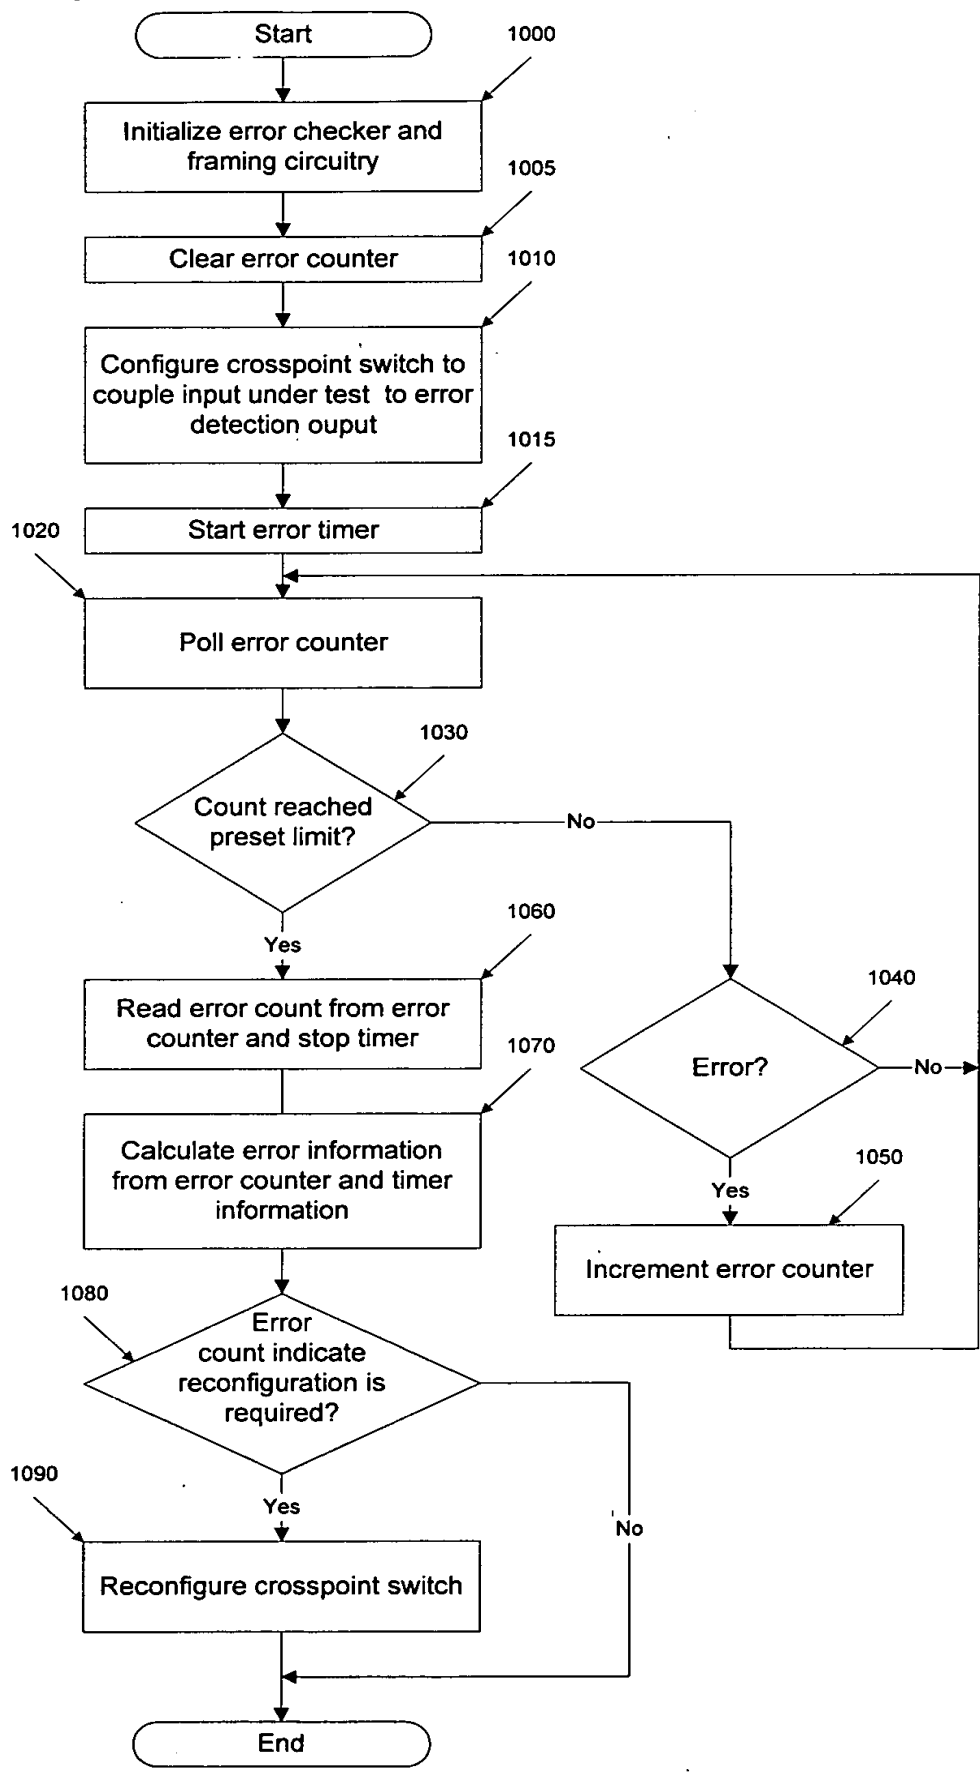 Start
1000
Initialize error checker and
framing circuitry
1005
Clear error counter
1010
Configure crosspoint switch to
couple input under test to error
detection ouput
1015
Start error timer
1020
Poll error counter
1030
Count reached
preset limit?
No
Yes
1060
Read error count from error
counter and stop timer
1040
Error?
No
1070
Calculate error information
from error counter and timer
information
Yes
1050
Increment error counter
1080
Error
count indicate
reconfiguration is
required?
1090
Yes
No
Reconfigure crosspoint switch
End